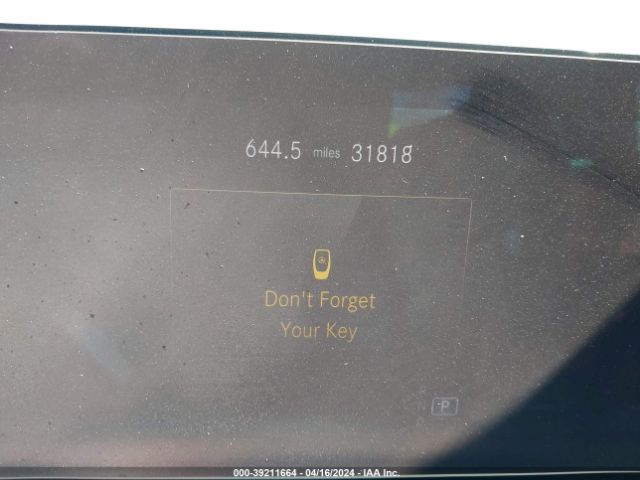 644.5 miles 31818
Don't Forget
Your Key
P
000-39211664 - 04/16/2024 - IAA Inc.